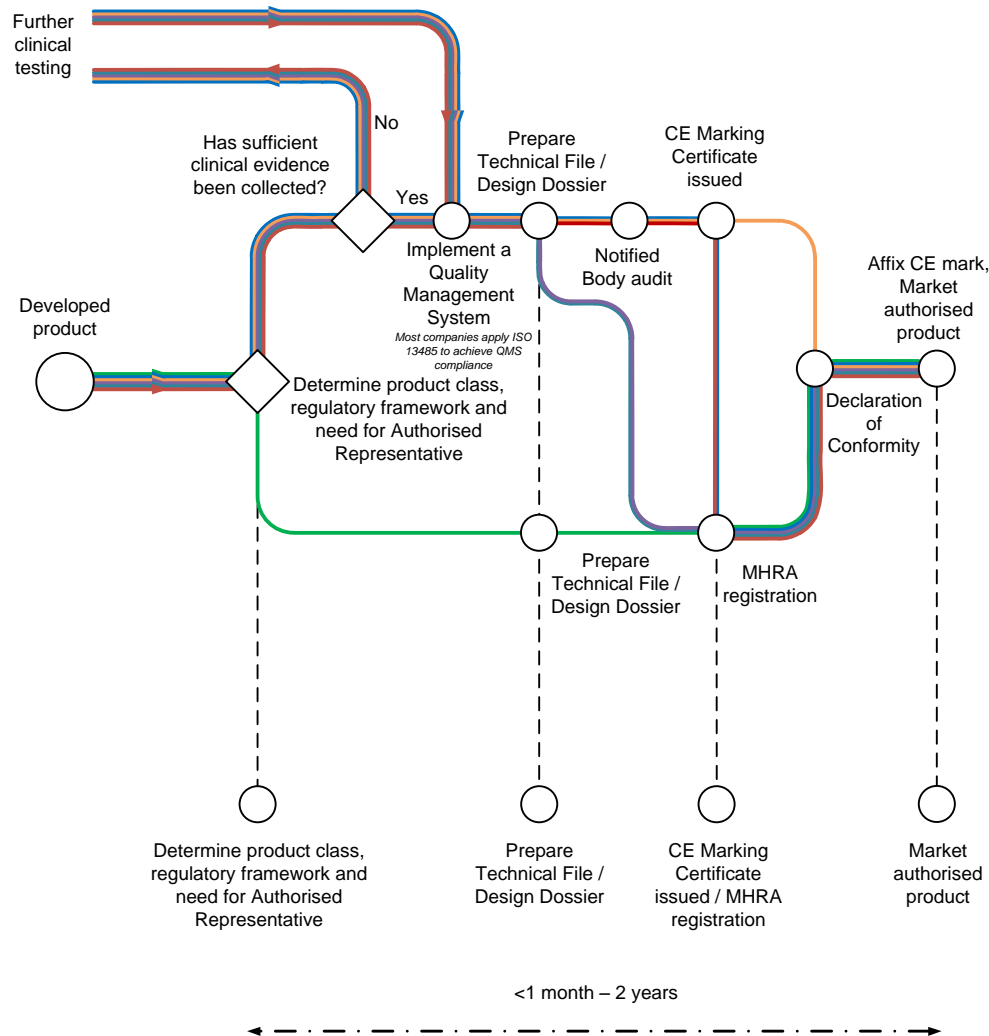 Further
clinical
testing
No
Has sufficient
clinical evidence
been collected?
Yes
Prepare
Technical File /
Design Dossier
CE Marking
Certificate
issued
Implement a
Quality
Management
System
Most companies apply ISO
13485 to achieve QMS
compliance
Notified
Body audit
Affix CE mark,
Market
authorised
product
Developed
product
Determine product class,
regulatory framework and
need for Authorised
Representative
Declaration
of
Conformity
Prepare
Technical File /
Design Dossier
MHRA
registration
Determine product class,
regulatory framework and
need for Authorised
Representative
Prepare
Technical File /
Design Dossier
CE Marking
Certificate
issued / MHRA
registration
Market
authorised
product
<1 month – 2 years